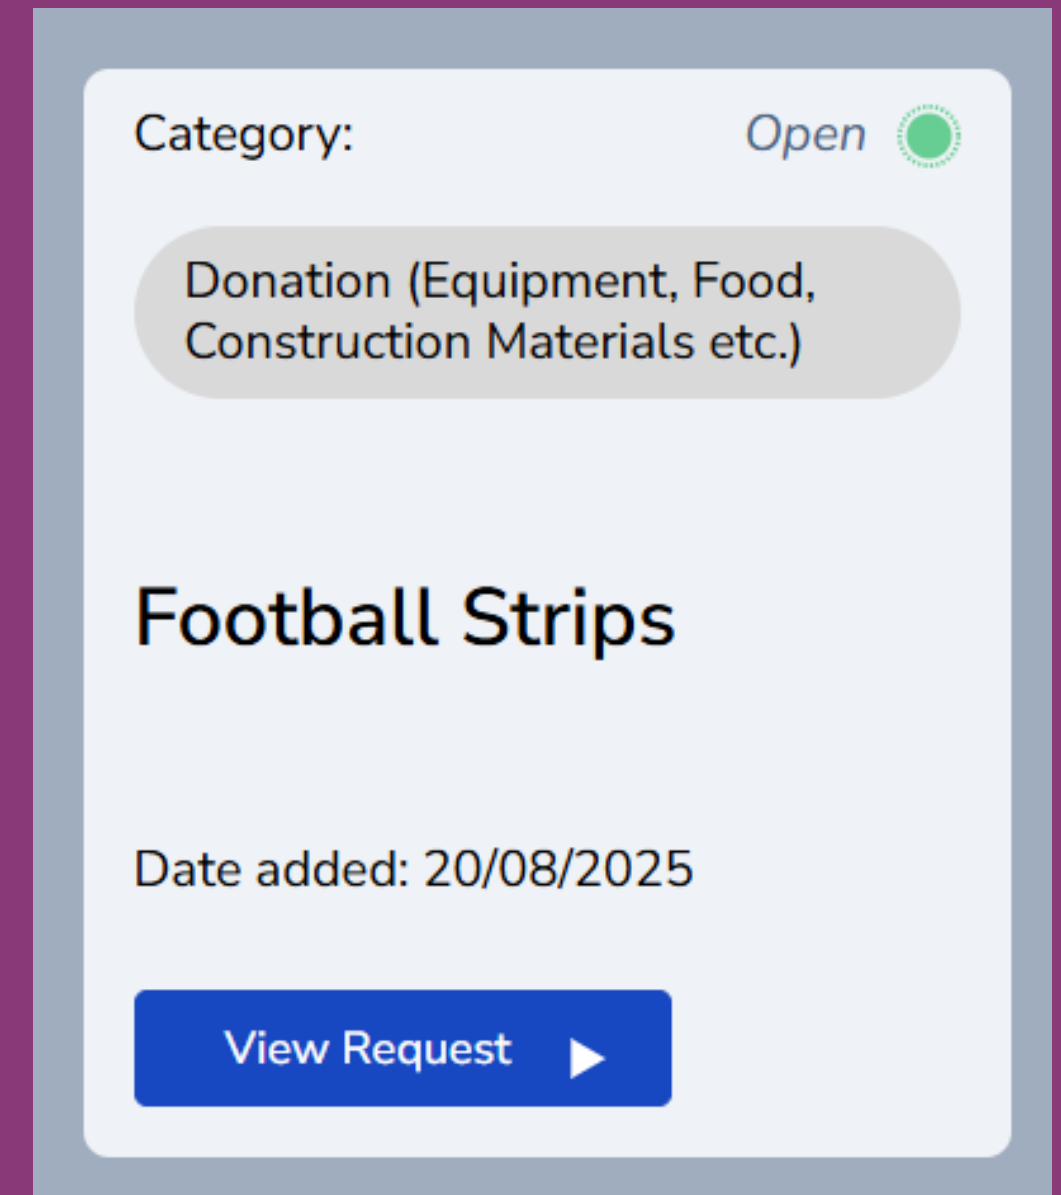 Category:
Open
Donation (Equipment, Food,
Construction Materials etc.)
Football Strips
Date added: 20/08/2025
View Request